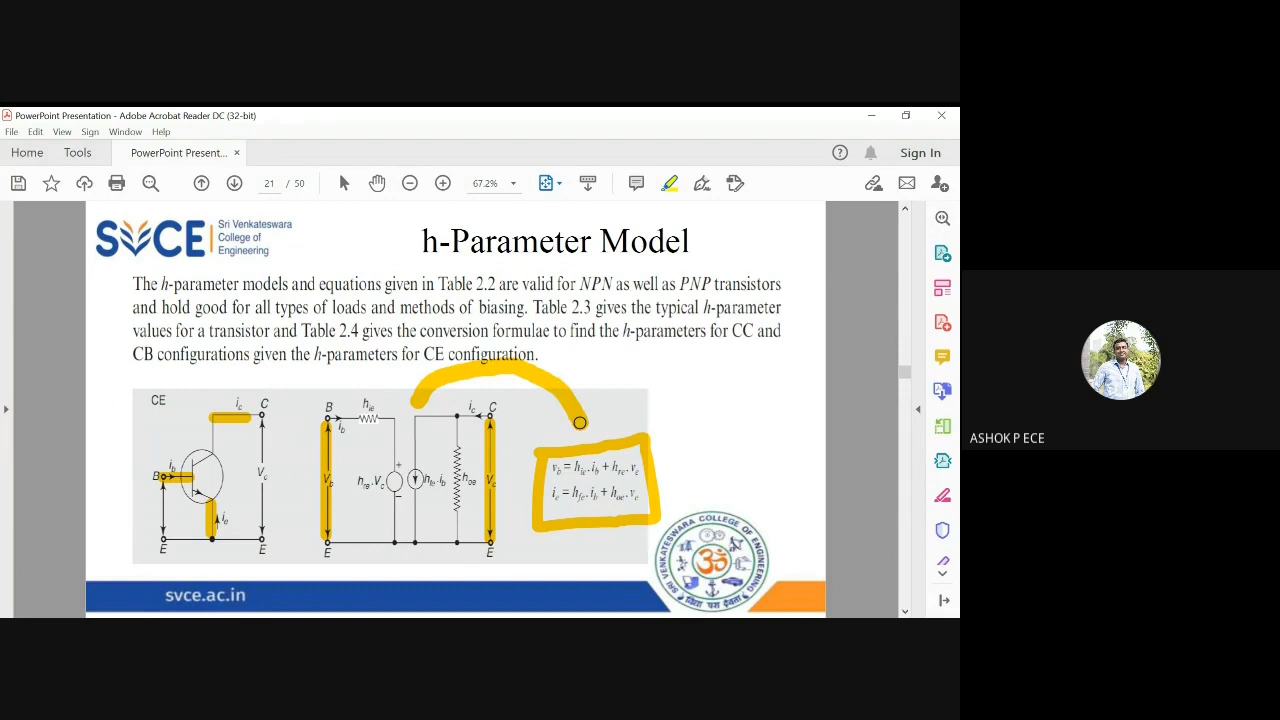 PowerPoint Presentation - Adobe Acrobat Reader DC (32-bit)
File Edit View Sign Window Help
Home Tools PowerPoint Present... × Sign In
21 / 50 67.2%
SVCE Sri Venkateswara
College of
Engineering
h-Parameter Model
The h-parameter models and equations given in Table 2.2 are valid for NPN as well as PNP transistors
and hold good for all types of loads and methods of biasing. Table 2.3 gives the typical h-parameter
values for a transistor and Table 2.4 gives the conversion formulae to find the h-parameters for CC and
CB configurations given the h-parameters for CE configuration.
CE
ic C
ib
B
Vc
ie
E E
B hie ic C
ib
+
Vb hre.Vc hfe.ib hoe Vc
-
E E
vb = hie.ib + hre.vc
ic = hfe.ib + hoe.vc
SRI VENKATESWARA COLLEGE OF ENGINEERING
svce.ac.in
ASHOK P ECE